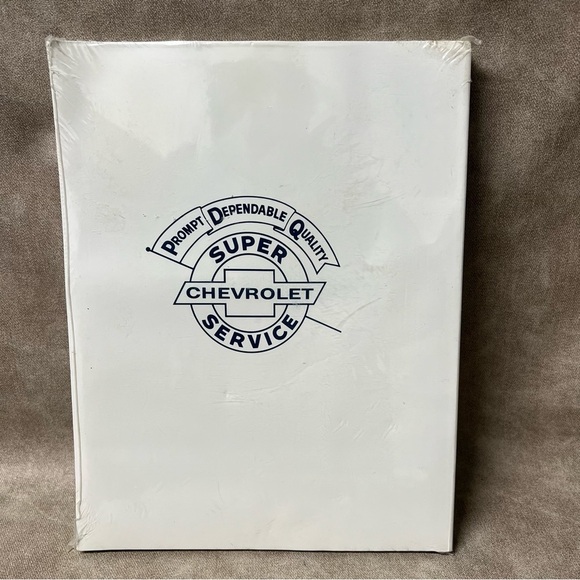 PROMPT DEPENDABLE QUALITY
SUPER
CHEVROLET
SERVICE